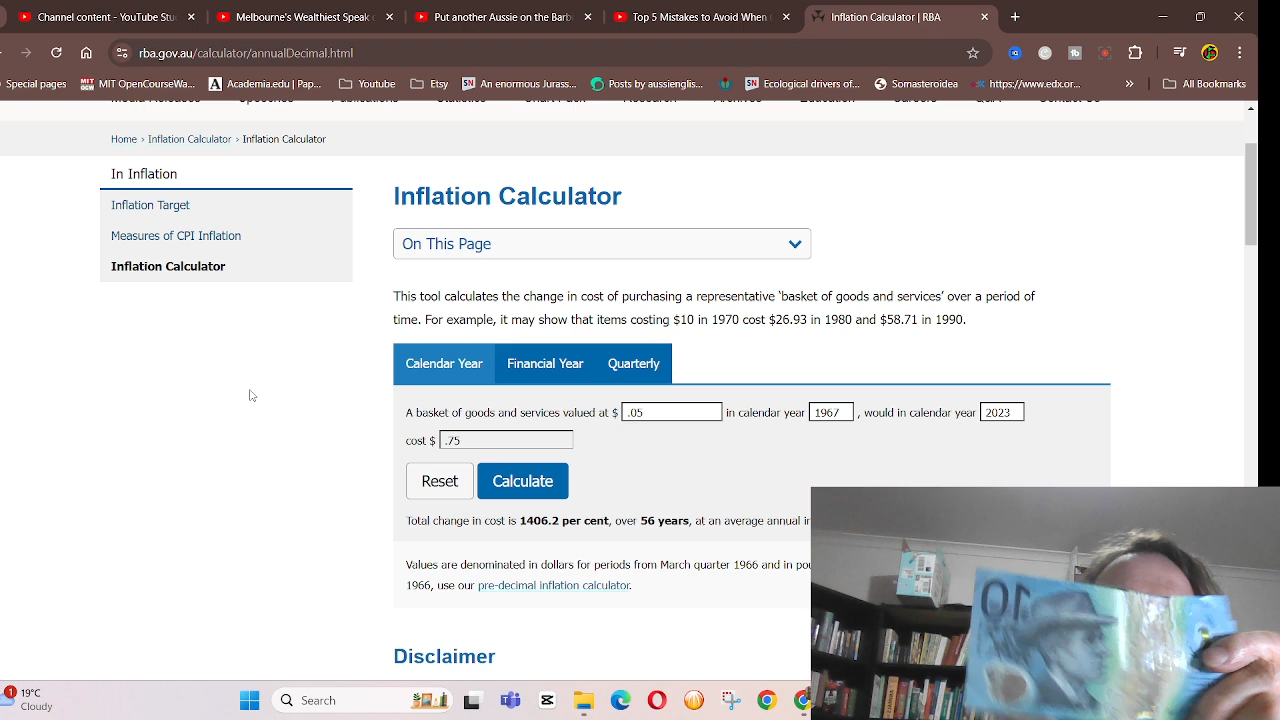 Channel content - YouTube Stu
Melbourne's Wealthiest Speak
Put another Aussie on the Barb
Top 5 Mistakes to Avoid When
Inflation Calculator | RBA
rba.gov.au/calculator/annualDecimal.html
Special pages
MIT OpenCourseWa...
Academia.edu | Pap...
Youtube
Etsy
SN An enormous Jurass...
Posts by aussienglis...
SN Ecological drivers of...
Somasteroidea
https://www.edx.or...
»
All Bookmarks
Home › Inflation Calculator › Inflation Calculator
In Inflation
Inflation Target
Measures of CPI Inflation
Inflation Calculator
Inflation Calculator
On This Page
This tool calculates the change in cost of purchasing a representative ‘basket of goods and services’ over a period of
time. For example, it may show that items costing $10 in 1970 cost $26.93 in 1980 and $58.71 in 1990.
Calendar Year Financial Year Quarterly
A basket of goods and services valued at $ .05 in calendar year 1967 , would in calendar year 2023
cost $ .75
Reset Calculate
Total change in cost is 1406.2 per cent, over 56 years, at an average annual in
Values are denominated in dollars for periods from March quarter 1966 and in pou
1966, use our pre-decimal inflation calculator.
Disclaimer
10
1
19°C
Cloudy
Search